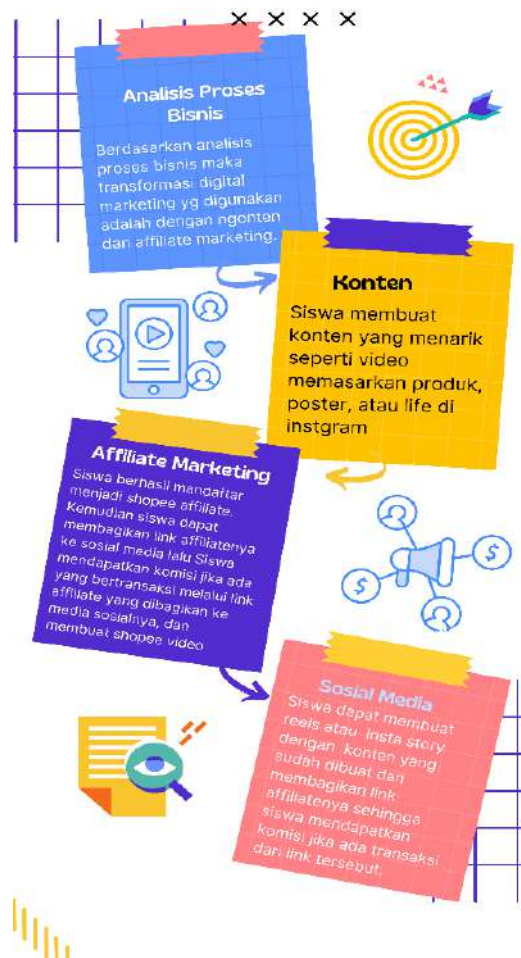 Analisis Proses
Bisnis
Berdasarkan analisis
proses bisnis maka
transformasi digital
marketing yg digunakan
adalah dengan ngonten
dan affiliate marketing.
Konten
Siswa membuat
konten yang menarik
seperti video
memasarkan produk,
poster, atau life di
instgram
Affiliate Marketing
Siswa berhasil mandaftar
menjadi shopee affiliate.
Kemudian siswa dapat
membagikan link affiliatenya
ke sosial media lalu Siswa
mendapatkan komisi jika ada
yang bertransaksi melalui link
affiliate yang dibagikan ke
media sosialnya, dan
membuat shopee video
Sosial Media
Siswa dapat membuat
reels atau insta story
dengan konten yang
sudah dibuat dan
membagikan link
affiliatenya sehingga
siswa mendapatkan
komisi jika ada transaksi
dari link tersebut.